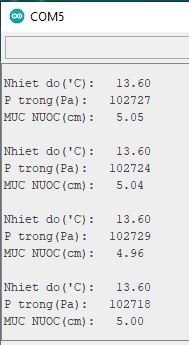 COM5
Nhiet do('C): 13.60
P trong(Pa): 102727
MUC NUOC(cm): 5.05
Nhiet do('C): 13.60
P trong(Pa): 102724
MUC NUOC(cm): 5.04
Nhiet do('C): 13.60
P trong(Pa): 102729
MUC NUOC(cm): 4.96
Nhiet do('C): 13.60
P trong(Pa): 102718
MUC NUOC(cm): 5.00